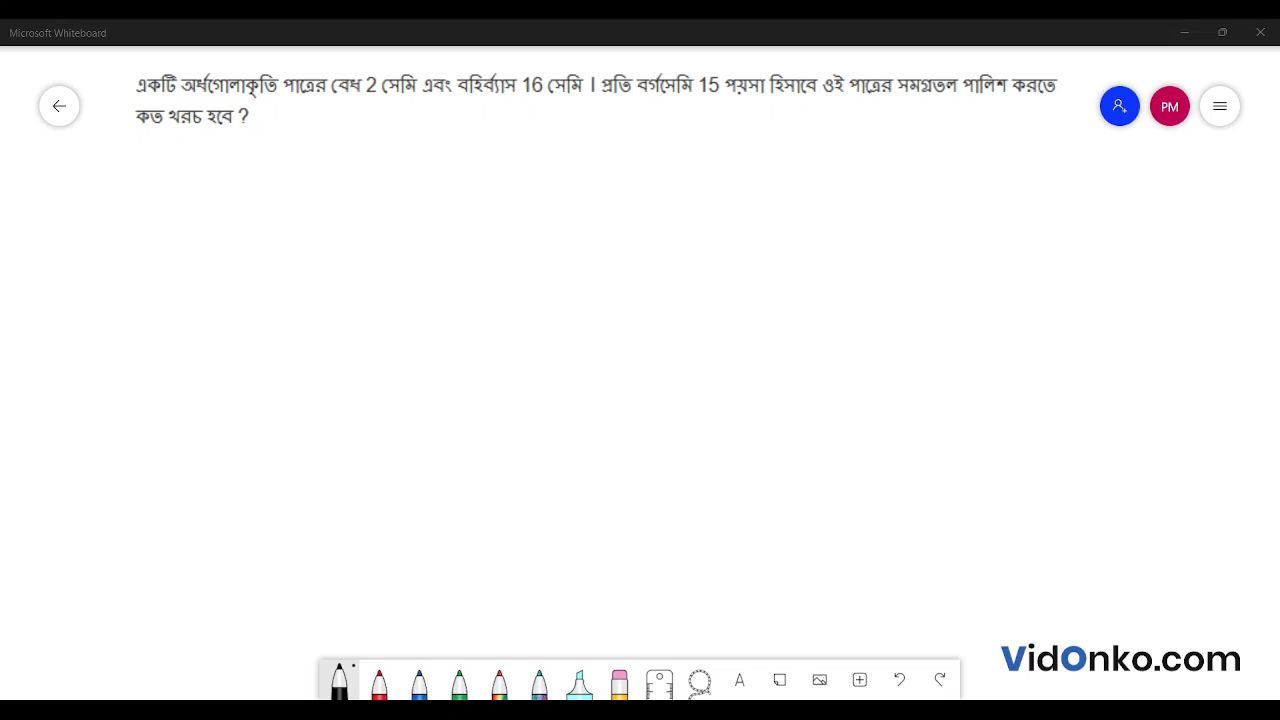 Microsoft Whiteboard
একটি অর্ধগোলাকৃতি পাত্রের বেধ 2 সেমি এবং বহির্ব্যাস 16 সেমি । প্রতি বর্গসেমি 15 পয়সা হিসাবে ওই পাত্রের সমগ্রতল পালিশ করতে
কত খরচ হবে ?
PM
VidOnko.com
A